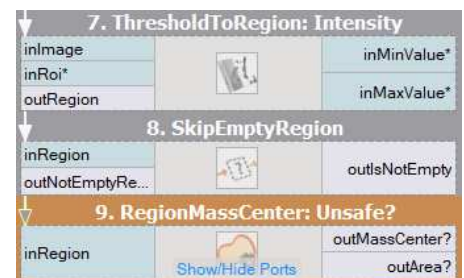 7. ThresholdToRegion: Intensity
inImage
inMinValue*
inRoi*
inMaxValue*
outRegion
8. SkipEmptyRegion
inRegion
outIsNotEmpty
outNotEmptyRe...
9. RegionMassCenter: Unsafe?
outMassCenter?
inRegion
Show/Hide Ports
outArea?